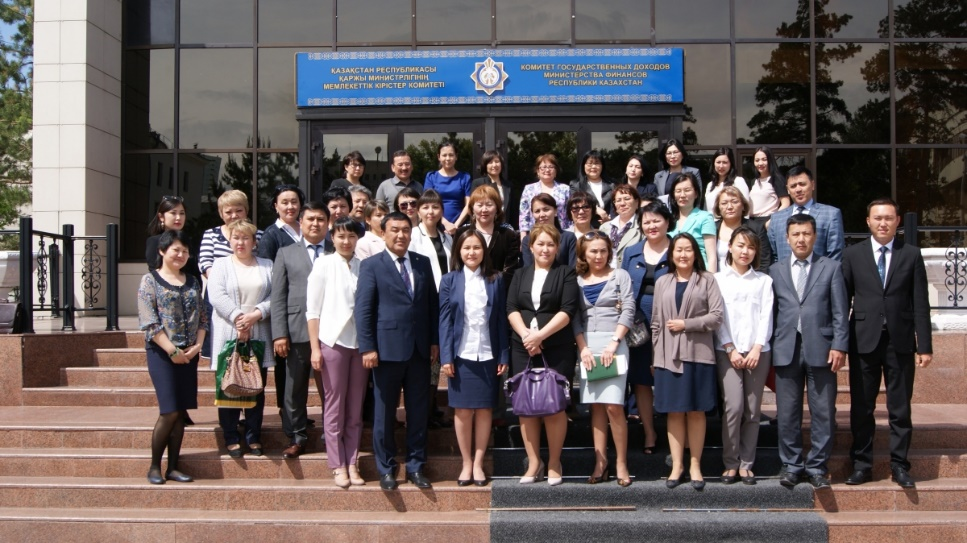 ҚАЗАҚСТАН РЕСПУБЛИКАСЫ
ҚАРЖЫ МИНИСТРЛІГІНІҢ
МЕМЛЕКЕТТІК КІРІСТЕР КОМИТЕТІ
КОМИТЕТ ГОСУДАРСТВЕННЫХ ДОХОДОВ
МИНИСТЕРСТВА ФИНАНСОВ
РЕСПУБЛИКИ КАЗАХСТАН